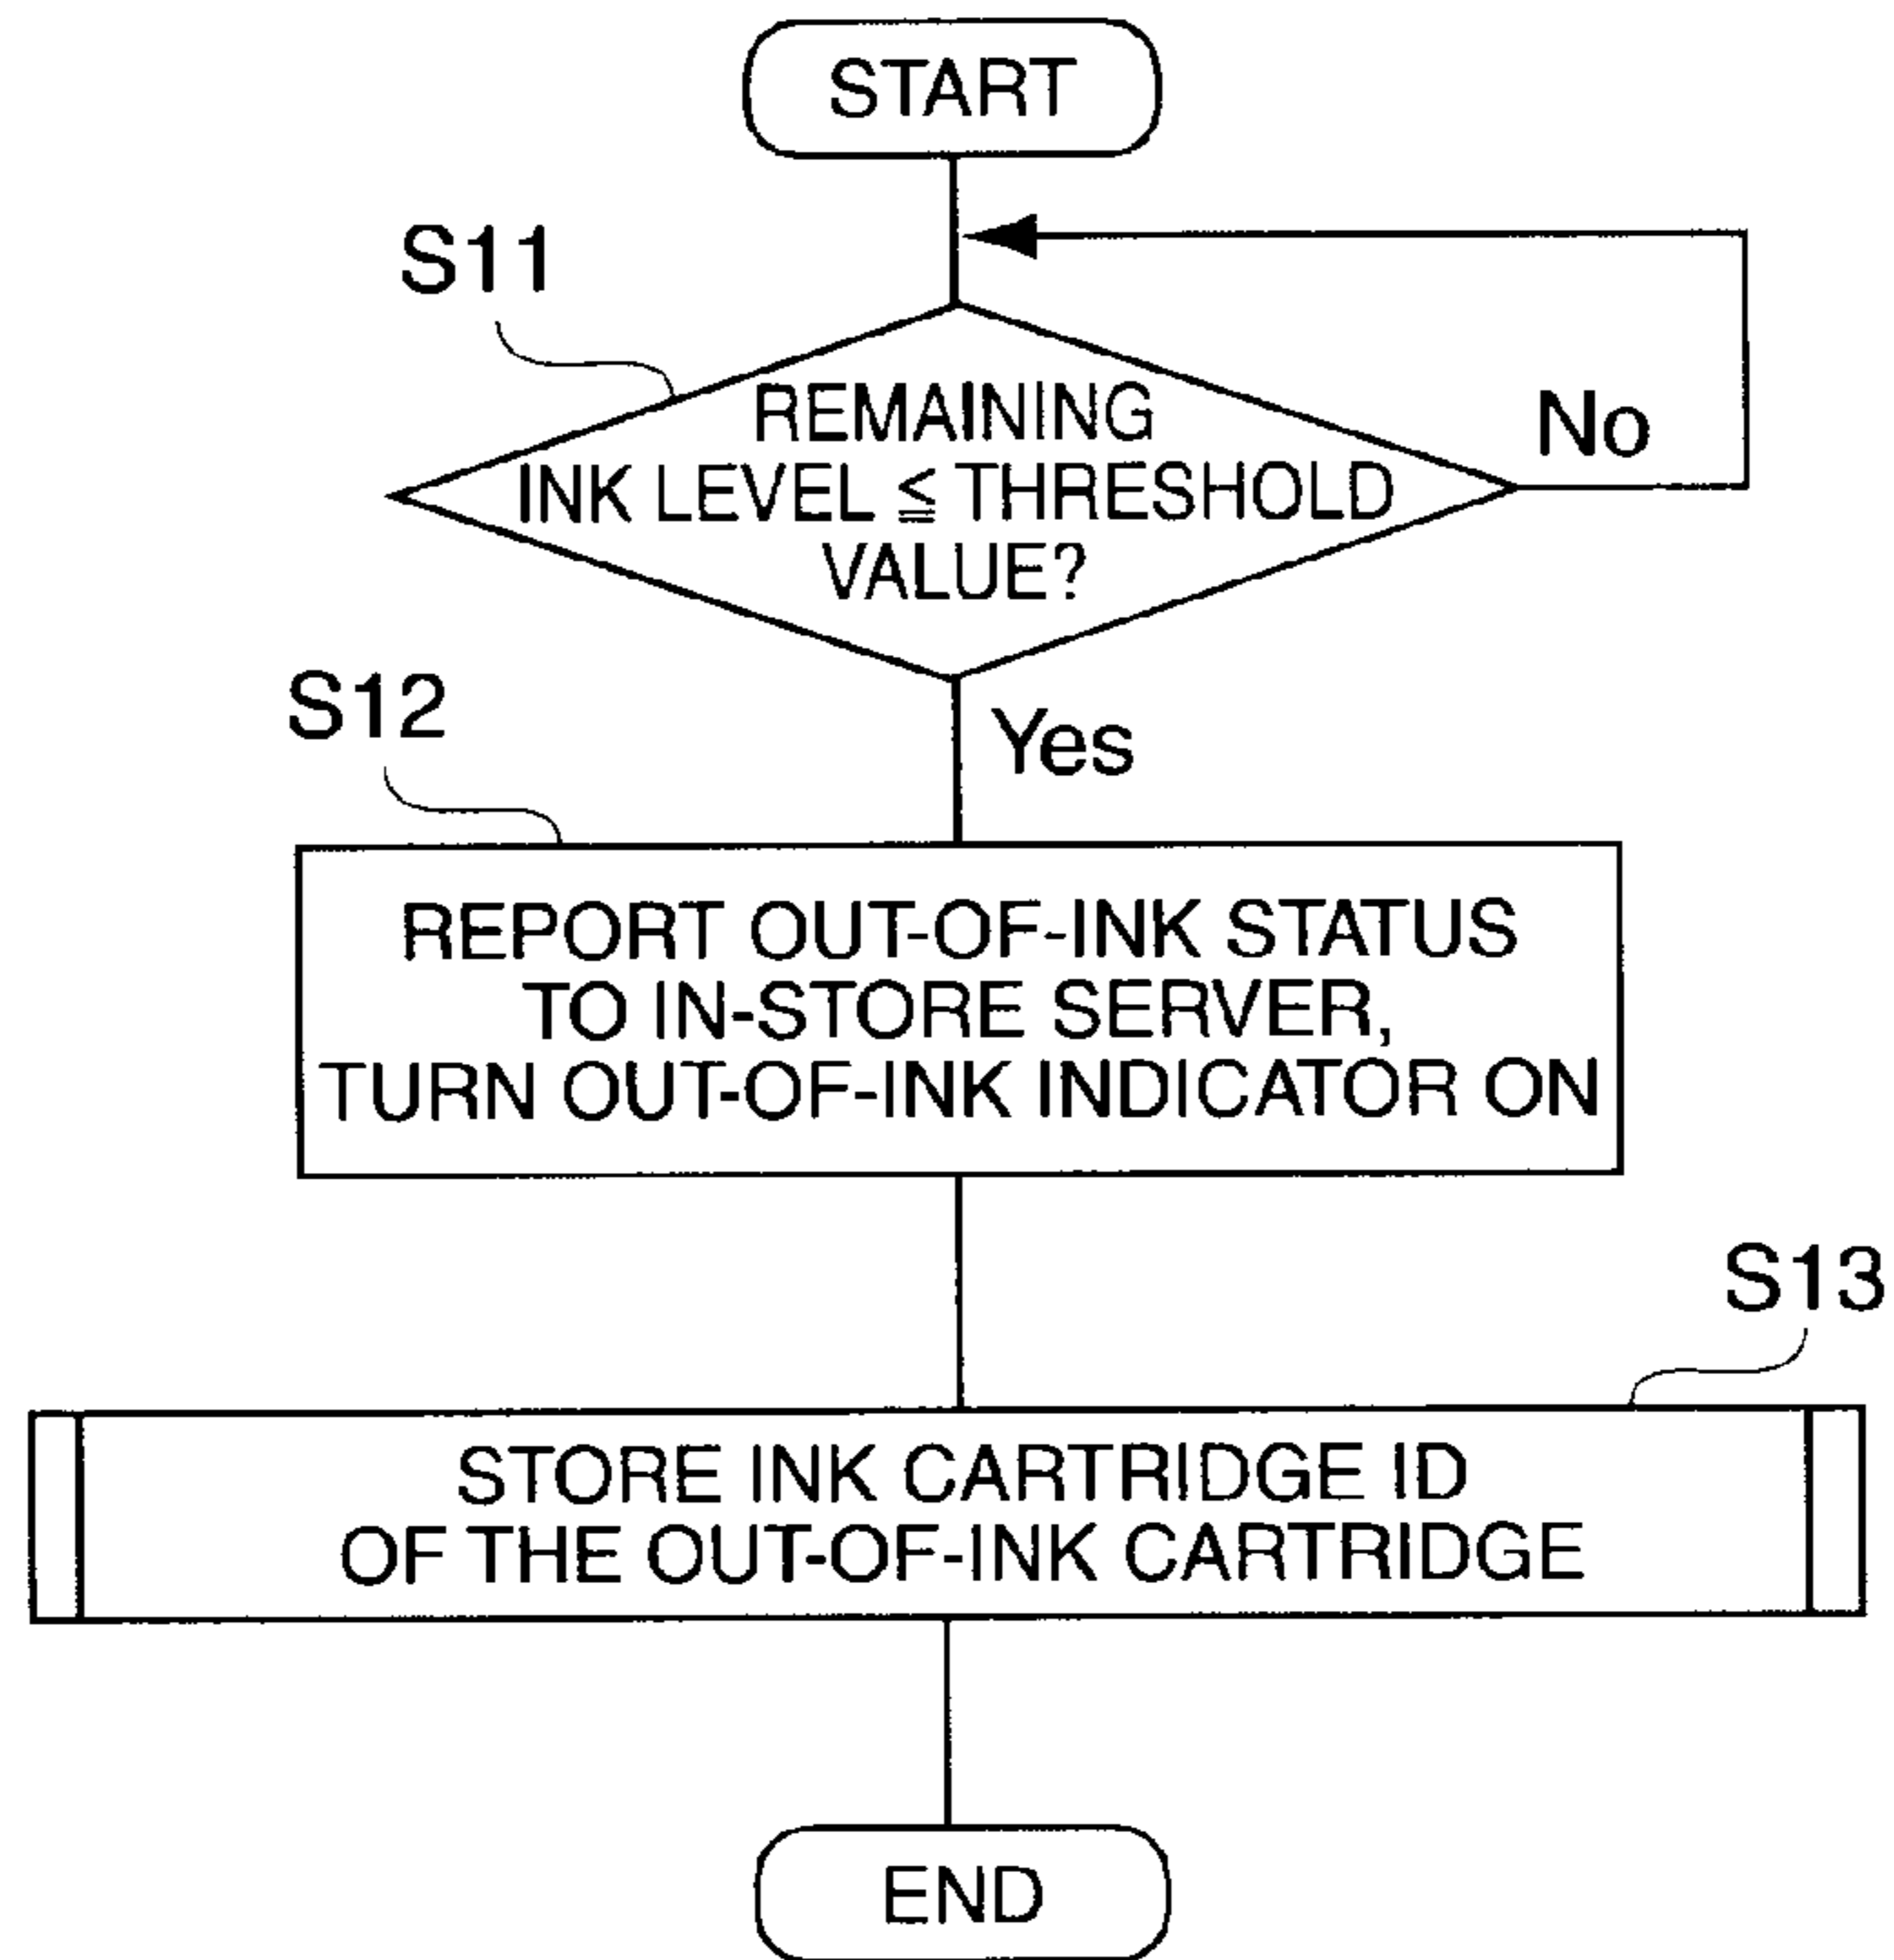 START
S11
REMAINING
INK LEVEL ≦ THRESHOLD
VALUE?
No
S12
Yes
REPORT OUT-OF-INK STATUS
TO IN-STORE SERVER,
TURN OUT-OF-INK INDICATOR ON
S13
STORE INK CARTRIDGE ID
OF THE OUT-OF-INK CARTRIDGE
END